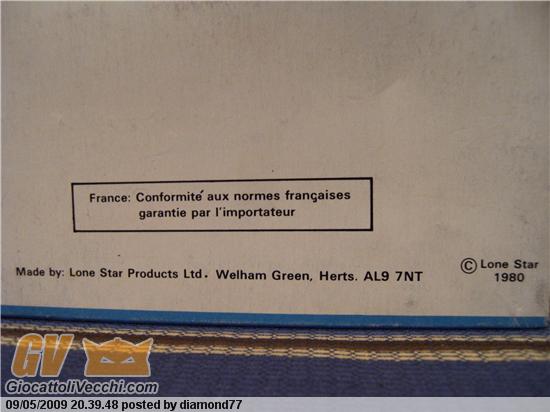 France: Conformité aux normes françaises
garantie par l'importateur
Made by: Lone Star Products Ltd. Welham Green, Herts. AL9 7NT
© Lone Star
1980
GV
GiocattoliVecchi.com
09/05/2009 20.39.48 posted by diamond77